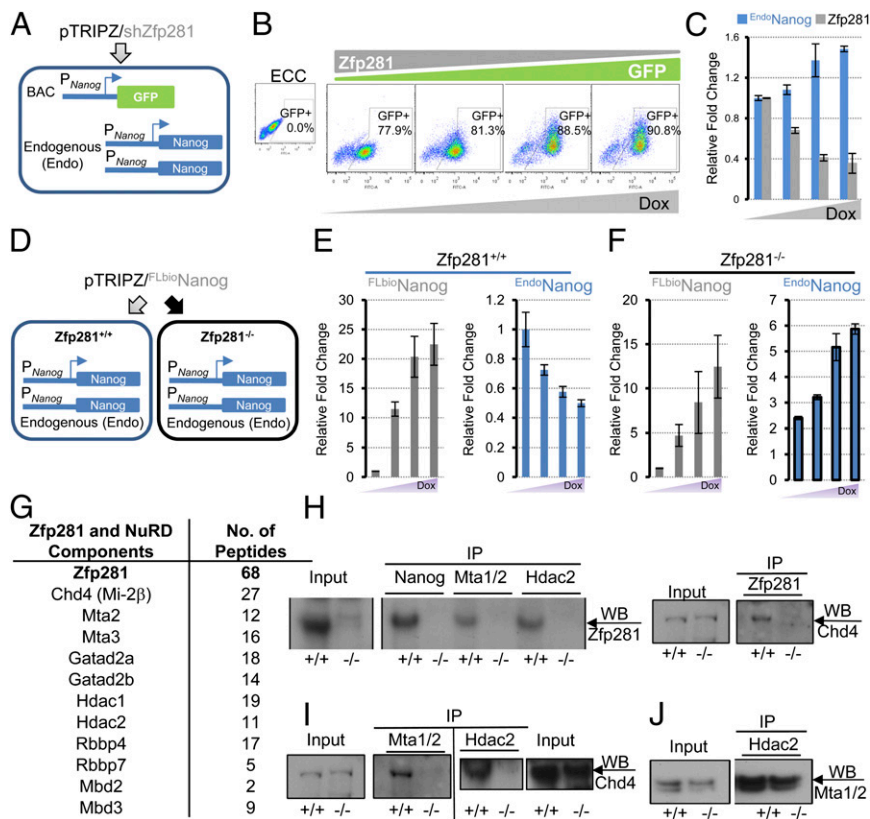 A
pTRIPZ/shZfp281
BAC
PNanog
GFP
PNanog
Nanog
Endogenous (Endo)
PNanog
Nanog
B
Zfp281
GFP
ECC
GFP+ 0.0%
GFP+ 77.9%
GFP+ 81.3%
GFP+ 88.5%
GFP+ 90.8%
FITC-A
FITC-A
FITC-A
FITC-A
Dox
C
EndoNanog Zfp281
Relative Fold Change
1.6
1.2
0.8
0.4
0
Dox
D
pTRIPZ/FLbioNanog
Zfp281+/+
PNanog
Nanog
PNanog
Nanog
Endogenous (Endo)
Zfp281-/-
PNanog
Nanog
PNanog
Nanog
Endogenous (Endo)
E
Zfp281+/+
FLbioNanog
Relative Fold Change
30
25
20
15
10
5
0
Dox
EndoNanog
Relative Fold Change
1.2
1
0.8
0.6
0.4
0.2
0
Dox
F
Zfp281-/-
FLbioNanog
Relative Fold Change
20
15
10
5
0
EndoNanog
Relative Fold Change
7
6
5
4
3
2
1
0
Dox
G
Zfp281 and NuRD Components No. of Peptides
Zfp281 68
Chd4 (Mi-2β) 27
Mta2 12
Mta3 16
Gatad2a 18
Gatad2b 14
Hdac1 19
Hdac2 11
Rbbp4 17
Rbbp7 5
Mbd2 2
Mbd3 9
H
IP
Input Nanog Mta1/2 Hdac2
WB
Zfp281
+/+ -/- +/+ -/- +/+ -/- +/+ -/-
IP
Input Zfp281
WB
Chd4
+/+ -/- +/+ -/-
I
IP
Input Mta1/2 Hdac2 Input
WB
Chd4
+/+ -/- +/+ -/- +/+ -/- +/+ -/-
J
IP
Input Hdac2
WB
Mta1/2
+/+ -/- +/+ -/-